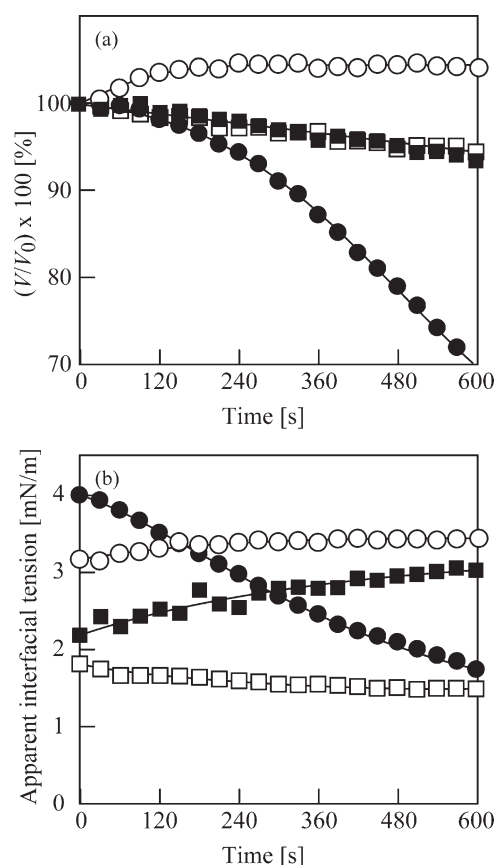 (a)
100
90
80
70
(V/V0) x 100 [%]
0 120 240 360 480 600
Time [s]
(b)
4
3
2
1
0
Apparent interfacial tension [mN/m]
0 120 240 360 480 600
Time [s]